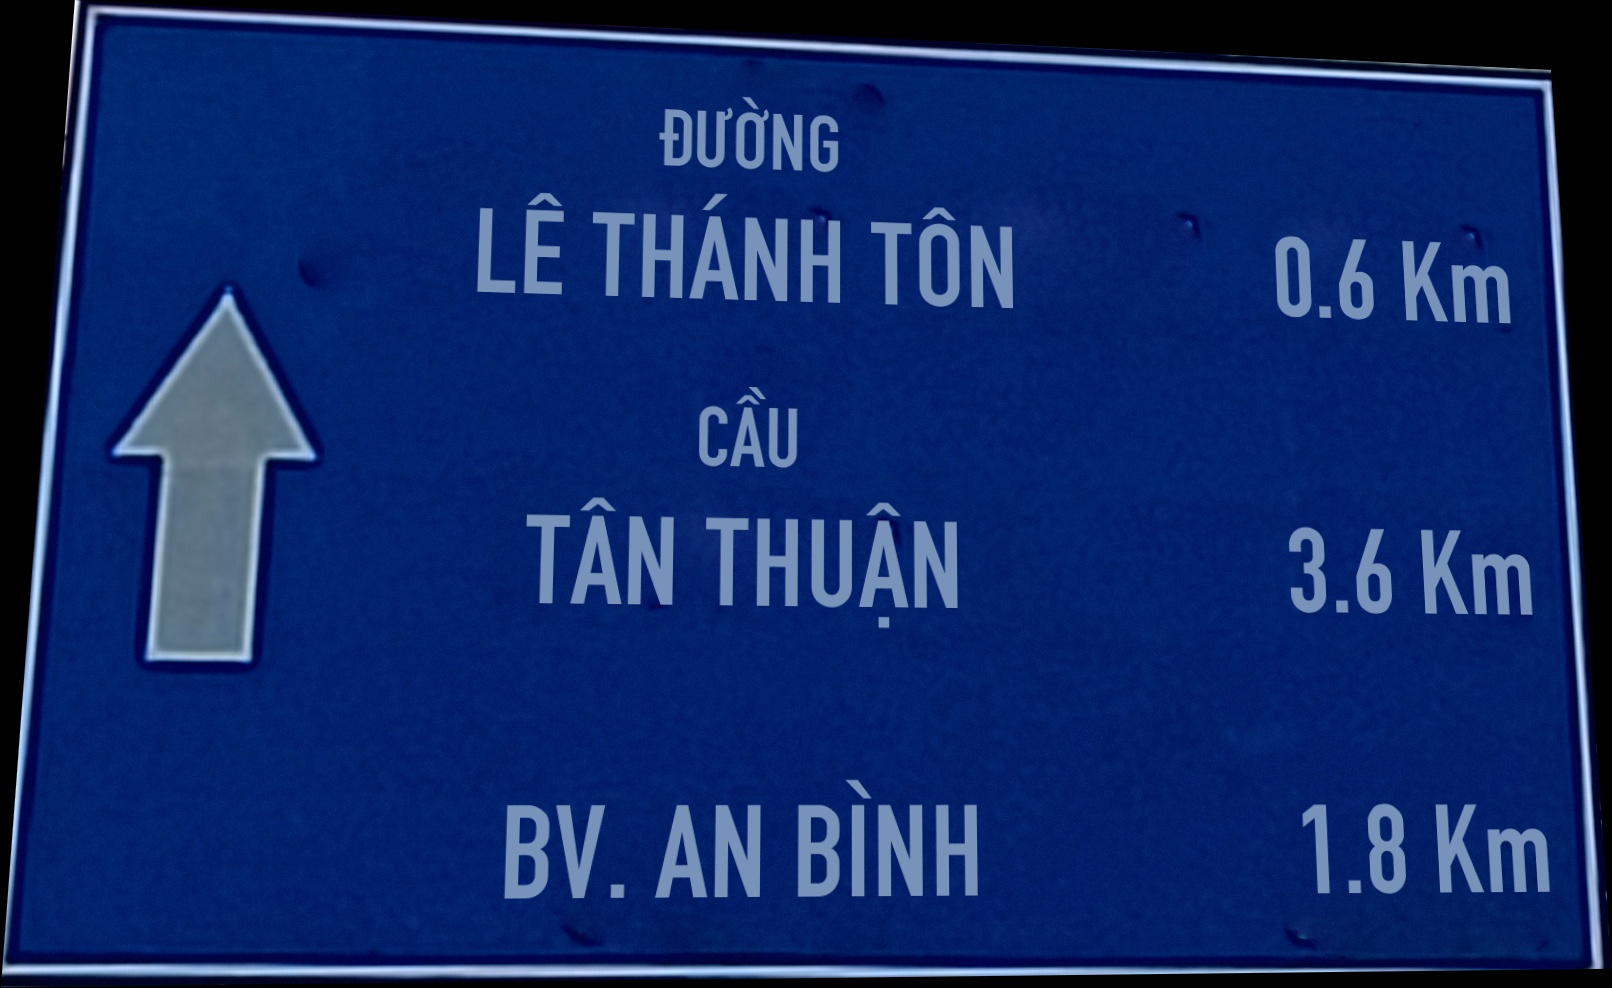 ĐƯỜNG
LÊ THÁNH TÔN 0.6 Km
CẦU
TÂN THUẬN 3.6 Km
BV. AN BÌNH 1.8 Km